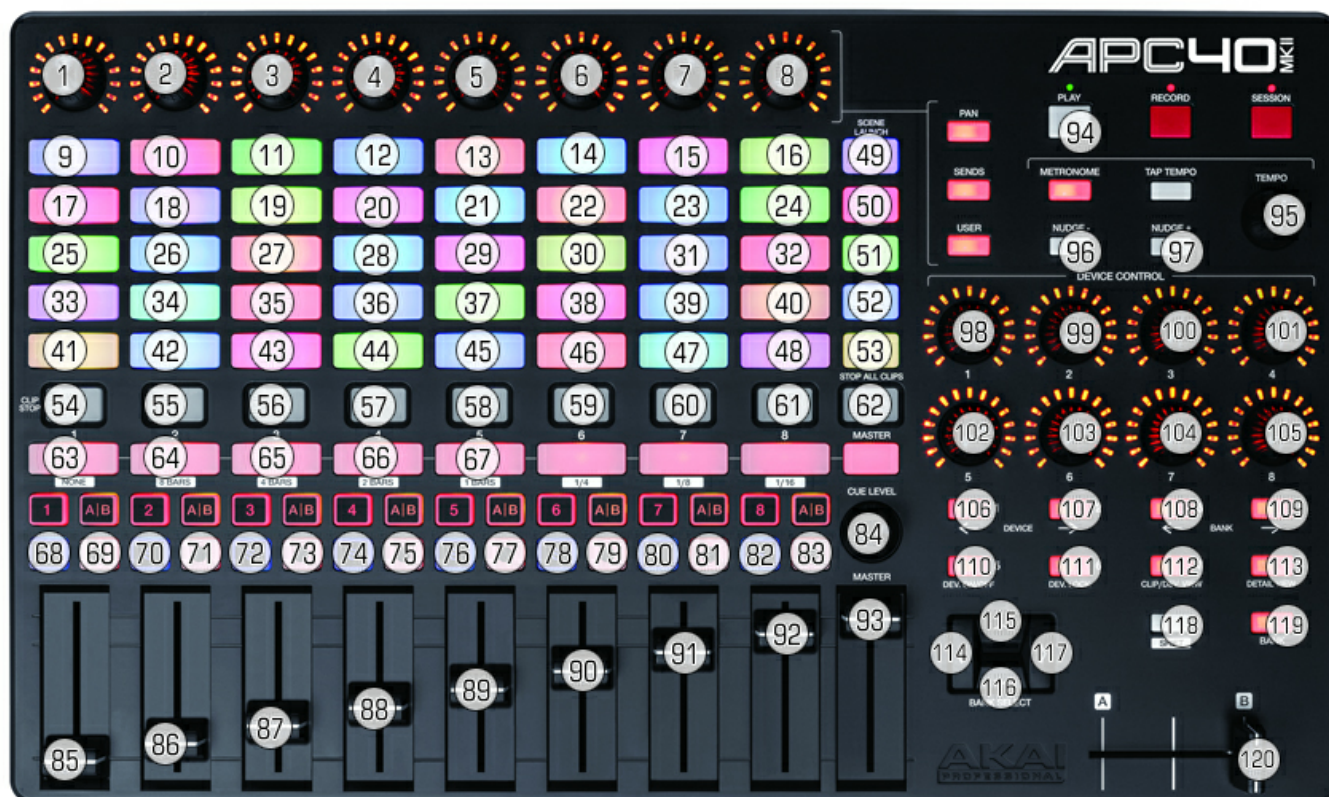 1 2 3 4 5 6 7 8
APC40 MKII
PLAY RECORD SESSION
PAN
94
SCENE
9 10 11 12 13 14 15 16 49
SENDS METRONOME TAP TEMPO TEMPO
17 18 19 20 21 22 23 24 50
95
USER NUDGE - NUDGE +
96 97
25 26 27 28 29 30 31 32 51
DEVICE CONTROL
33 34 35 36 37 38 39 40 52
98 99 100 101
41 42 43 44 45 46 47 48 53
1 2 3 4
STOP ALL CLIPS
CLIP STOP
54 55 56 57 58 59 60 61 62
1 2 3 4 5 6 7 8 MASTER
102 103 104 105
63 64 65 66 67
5 6 7 8
NONE 8 BARS 4 BARS 2 BARS 1 BARS 1/4 1/8 1/16
CUE LEVEL
1 A|B 2 A|B 3 A|B 4 A|B 5 A|B 6 A|B 7 A|B 8 A|B
106 107 108 109
DEVICE BANK
68 69 70 71 72 73 74 75 76 77 78 79 80 81 82 83 84
110 111 112 113
MASTER
DETAIL
85 86 87 88 89 90 91 92 93
114 115 116 117 118 119
A B
AKAI
PROFESSIONAL
120